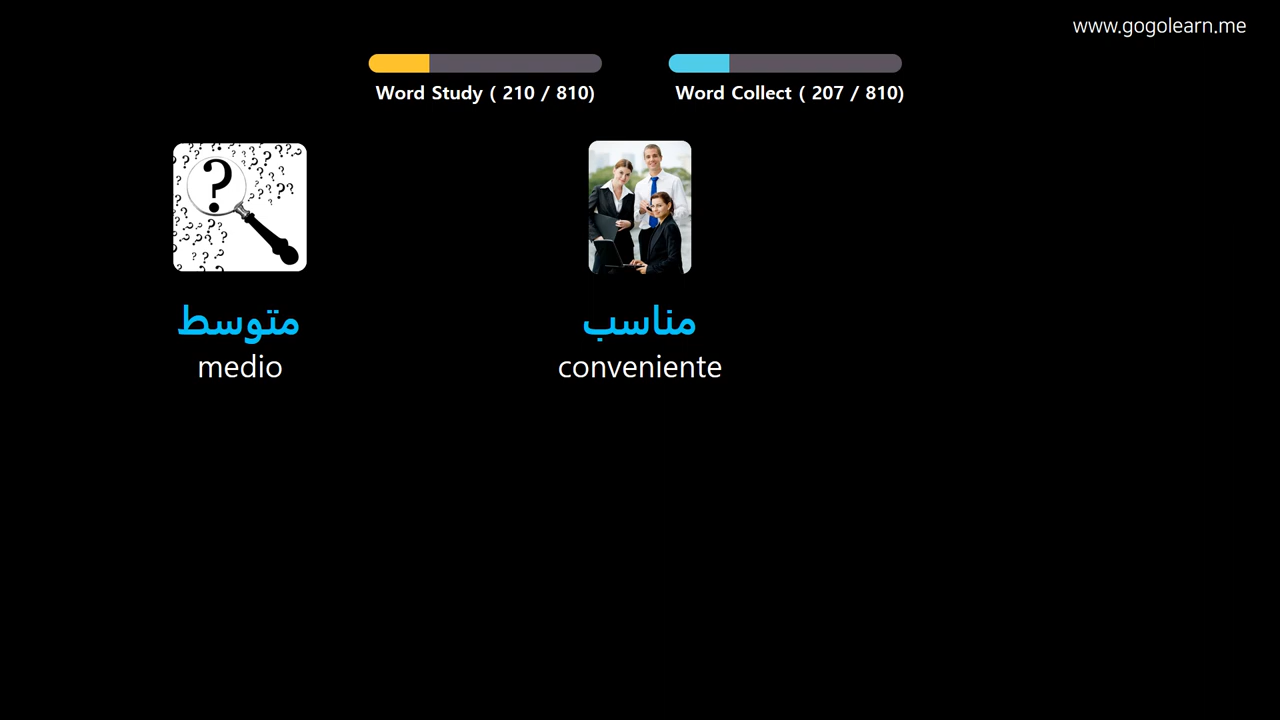 www.gogolearn.me
Word Study ( 210 / 810)
Word Collect ( 207 / 810)
متوسط
medio
مناسب
conveniente